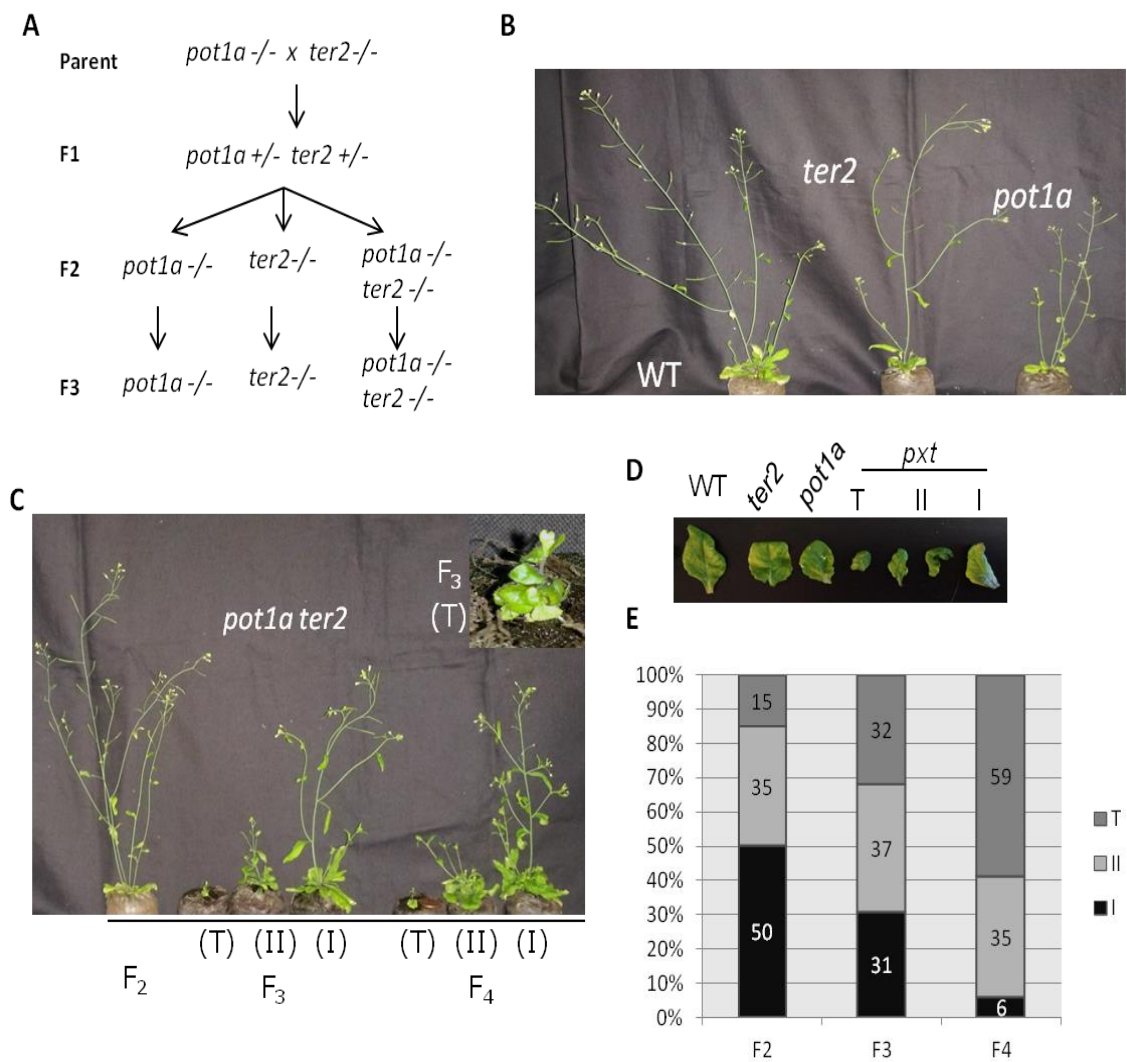 A
Parent
pot1a -/- x ter2 -/-
F1
pot1a +/- ter2 +/-
F2
pot1a -/-
ter2 -/-
pot1a -/-
ter2 -/-
F3
pot1a -/-
ter2 -/-
pot1a -/-
ter2 -/-
B
WT
ter2
pot1a
C
pot1a ter2
F3
(T)
(T) (II) (I) (T) (II) (I)
F2 F3 F4
D
WT ter2 pot1a
pxt
T II I
E
100%
90%
80%
70%
60%
50%
40%
30%
20%
10%
0%
15
35
50
32
37
31
59
35
6
F2 F3 F4
T
II
I